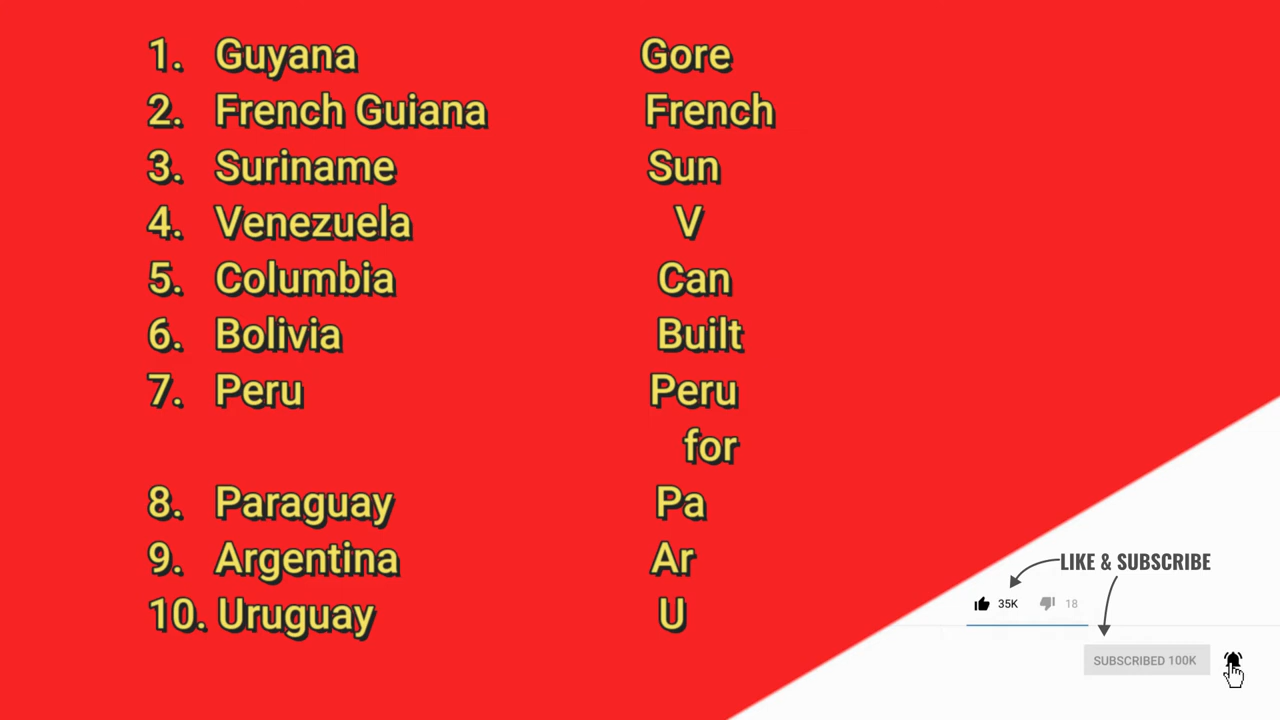 1. Guyana Gore
2. French Guiana French
3. Suriname Sun
4. Venezuela V
5. Columbia Can
6. Bolivia Built
7. Peru Peru
for
8. Paraguay Pa
9. Argentina Ar
10. Uruguay U
LIKE & SUBSCRIBE
35K 18
SUBSCRIBED 100K